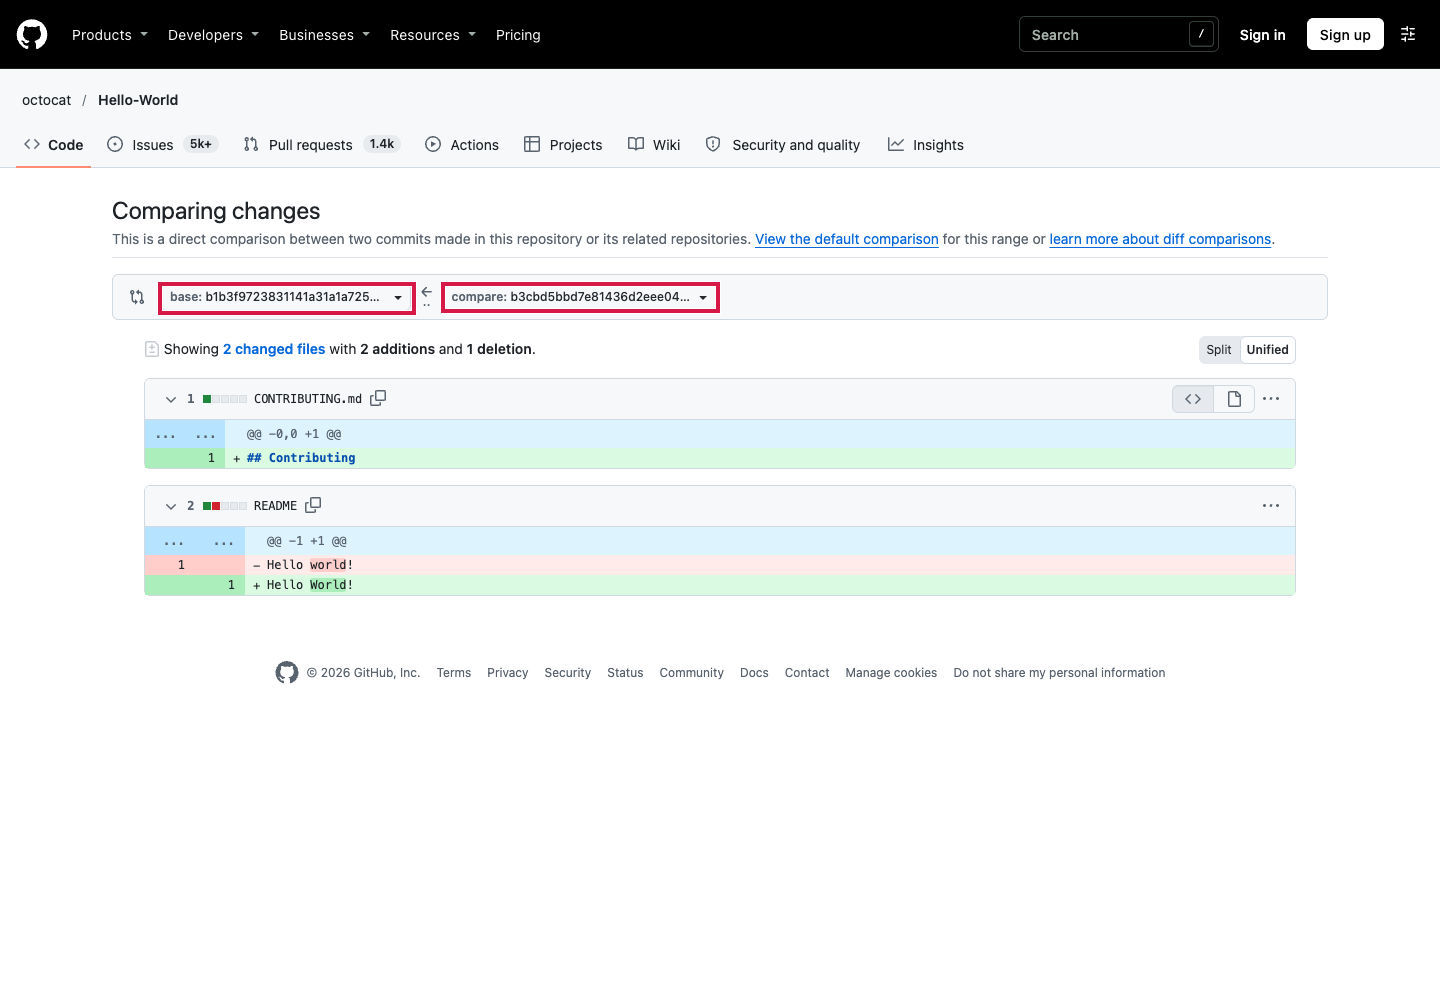 Products Developers Businesses Resources Pricing Search / Sign in Sign up
octocat / Hello-World
Code Issues 5k+ Pull requests 1.4k Actions Projects Wiki Security and quality Insights
Comparing changes
This is a direct comparison between two commits made in this repository or its related repositories. View the default comparison for this range or learn more about diff comparisons.
base: b1b3f9723831141a31a1a725... .. compare: b3cbd5bbd7e81436d2eee04...
Showing 2 changed files with 2 additions and 1 deletion. Split Unified
1 CONTRIBUTING.md
... ... @@ -0,0 +1 @@
1 + ## Contributing
2 README
... ... @@ -1 +1 @@
1 - Hello world!
1 + Hello World!
© 2026 GitHub, Inc. Terms Privacy Security Status Community Docs Contact Manage cookies Do not share my personal information